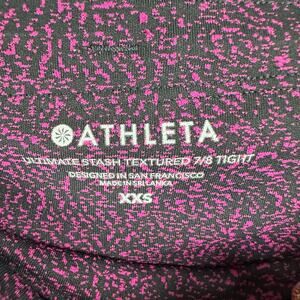 ATHLETA
ULTIMATE STASH TEXTURED 7/8 TIGHT
DESIGNED IN SAN FRANCISCO
MADE IN SRI LANKA
XXS